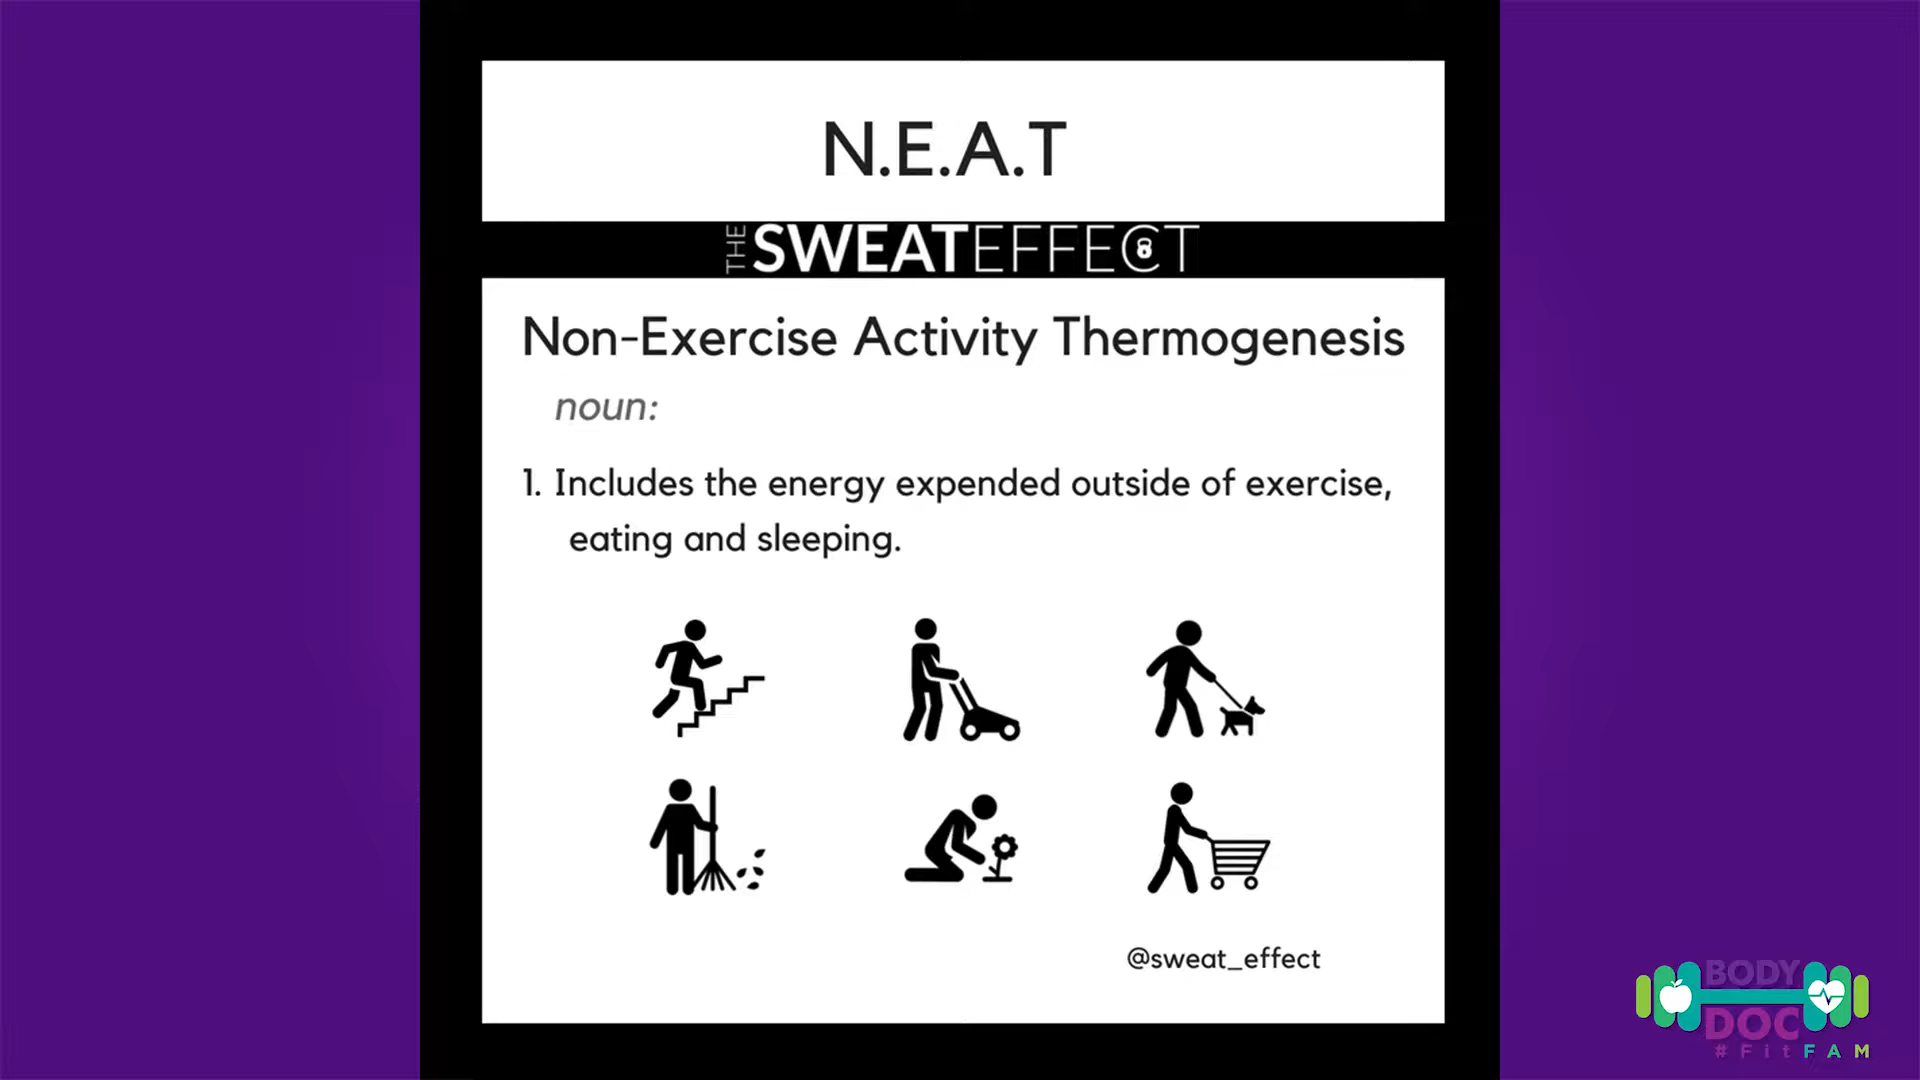 N.E.A.T
THE SWEATEFFECT
Non-Exercise Activity Thermogenesis
noun:
1. Includes the energy expended outside of exercise,
eating and sleeping.
@sweat_effect
BODY
DOC
#FitFAM